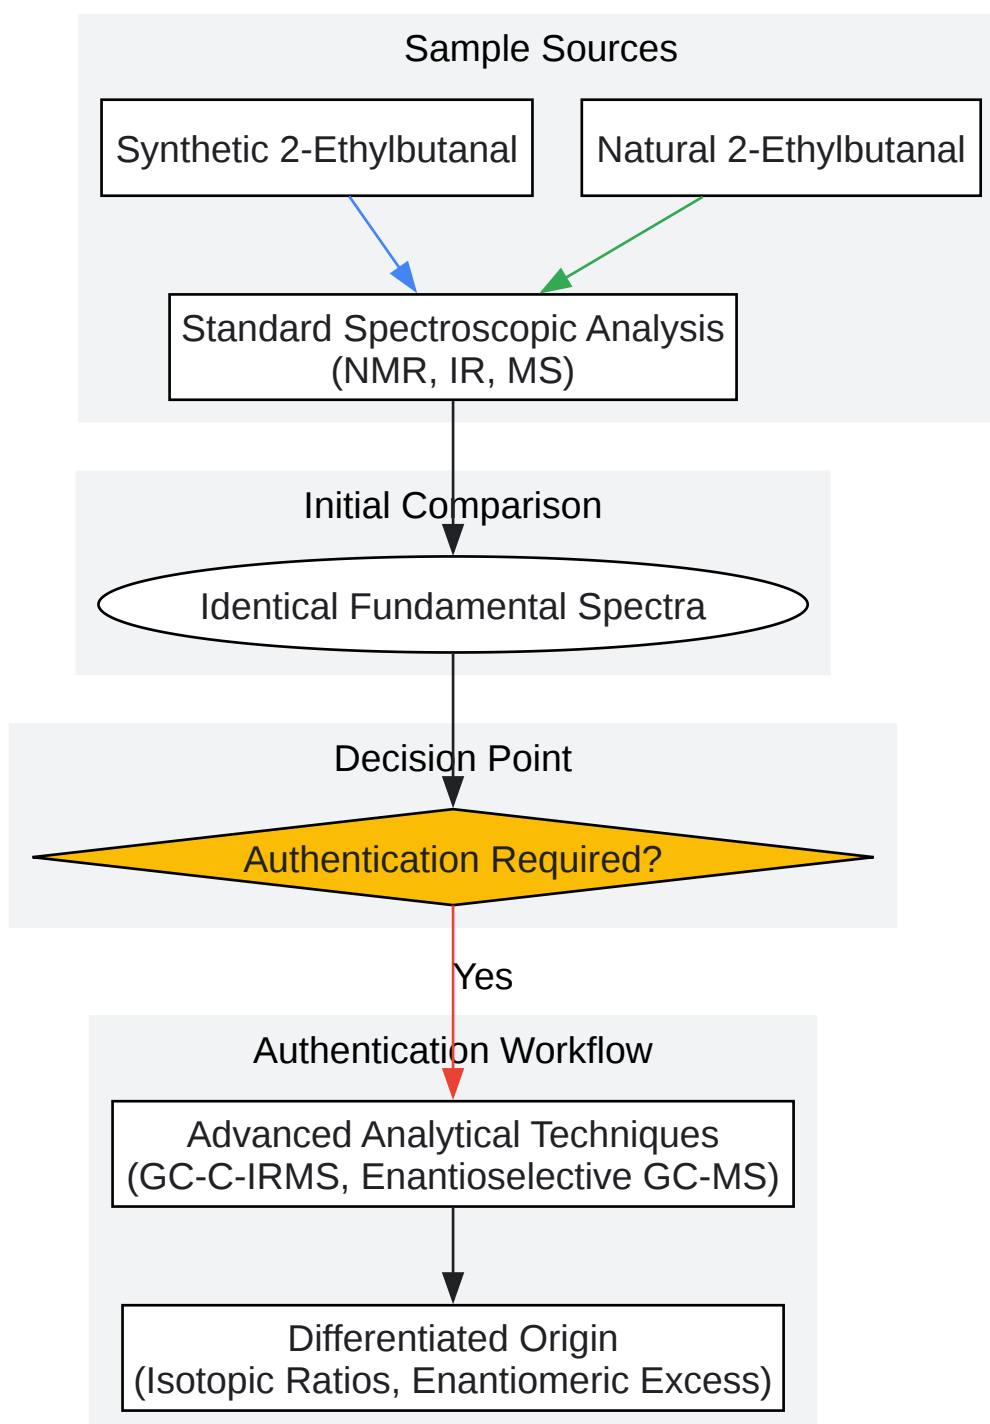 Sample Sources
Synthetic 2-Ethylbutanal
Natural 2-Ethylbutanal
Standard Spectroscopic Analysis
(NMR, IR, MS)
Initial Comparison
Identical Fundamental Spectra
Decision Point
Authentication Required?
Yes
Authentication Workflow
Advanced Analytical Techniques
(GC-C-IRMS, Enantioselective GC-MS)
Differentiated Origin
(Isotopic Ratios, Enantiomeric Excess)